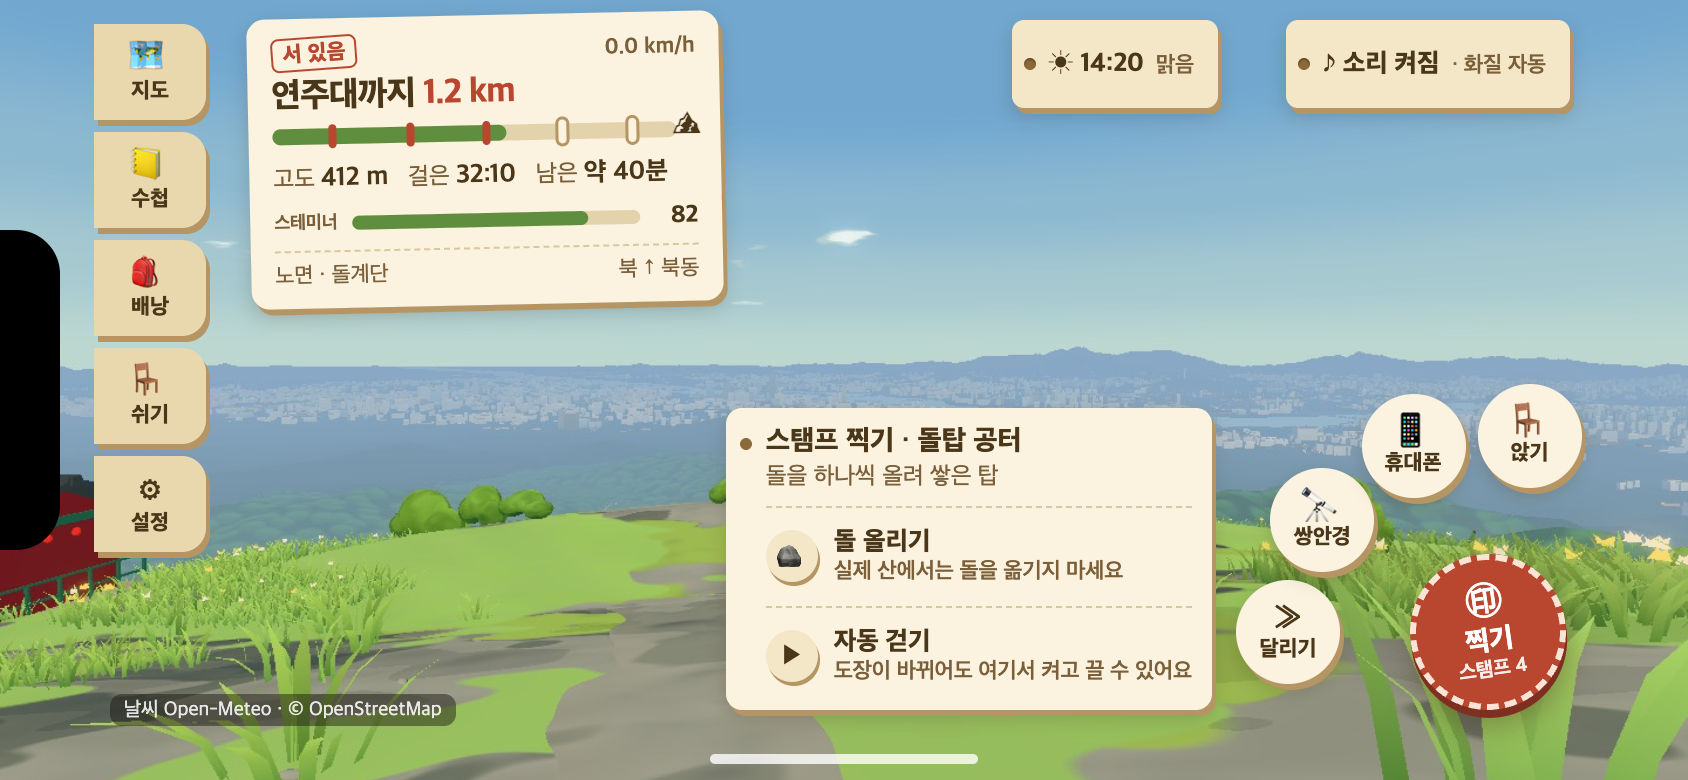 지도
수첩
배낭
쉬기
설정
서 있음
0.0 km/h
연주대까지 1.2 km
고도 412 m 걸은 32:10 남은 약 40분
스테미너 82
노면 · 돌계단
북 ↑ 북동
☀ 14:20 맑음
♪ 소리 켜짐 · 화질 자동
스탬프 찍기 · 돌탑 공터
돌을 하나씩 올려 쌓은 탑
돌 올리기
실제 산에서는 돌을 옮기지 마세요
자동 걷기
도장이 바뀌어도 여기서 켜고 끌 수 있어요
휴대폰
앉기
쌍안경
달리기
印
찍기
스탬프 4
날씨 Open-Meteo · © OpenStreetMap